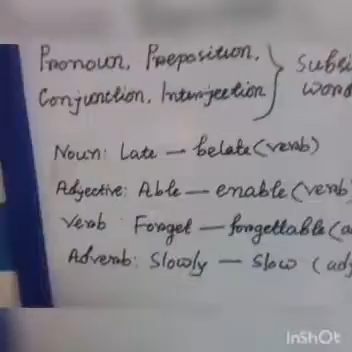 Pronoun, Preposition,
Conjunction, Interjection
Noun: Late — belate (verb)
Adjective: Able — enable (verb)
Verb Forget — forgettable (
Adverb: Slowly — slow (
InShOt